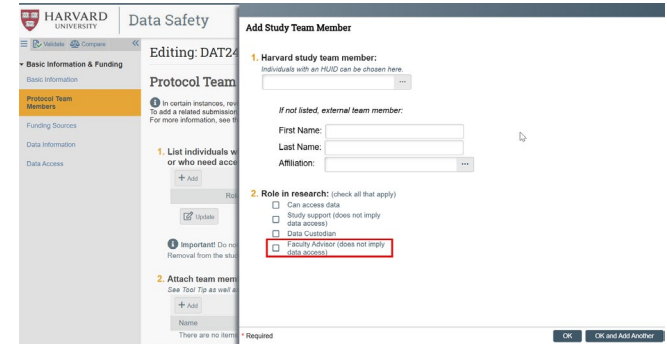 HARVARD
UNIVERSITY
Data Safety
Validate Compare
Basic Information & Funding
Basic Information
Protocol Team
Members
Funding Sources
Data Information
Data Access
Editing: DAT24
Protocol Team
In certain instances, rev
To add a related submission
For more information, see th
1. List individuals w
or who need acce
+ Add
Rol
Update
Important! Do no
Removal from the stud
2. Attach team mem
See Tool Tip as well a
+ Add
Name
There are no items
Add Study Team Member
1. Harvard study team member:
Individuals with an HUID can be chosen here.
...
If not listed, external team member:
First Name:
Last Name:
Affiliation:
...
2. Role in research: (check all that apply)
Can access data
Study support (does not imply
data access)
Data Custodian
Faculty Advisor (does not imply
data access)
* Required
OK
OK and Add Another